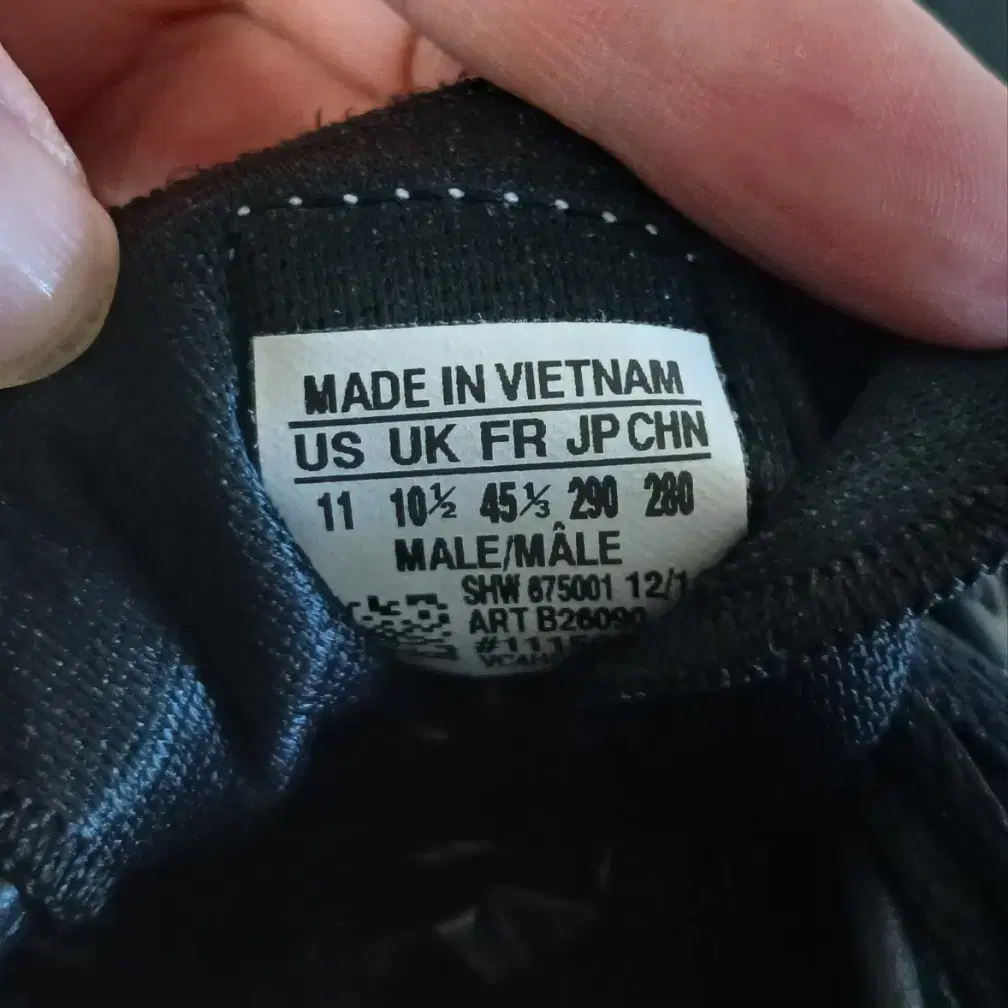 MADE IN VIETNAM
US UK FR JP CHN
11 10½ 45⅓ 290 280
MALE/MÂLE
SHW 675001 12/1
ART B26090
#111